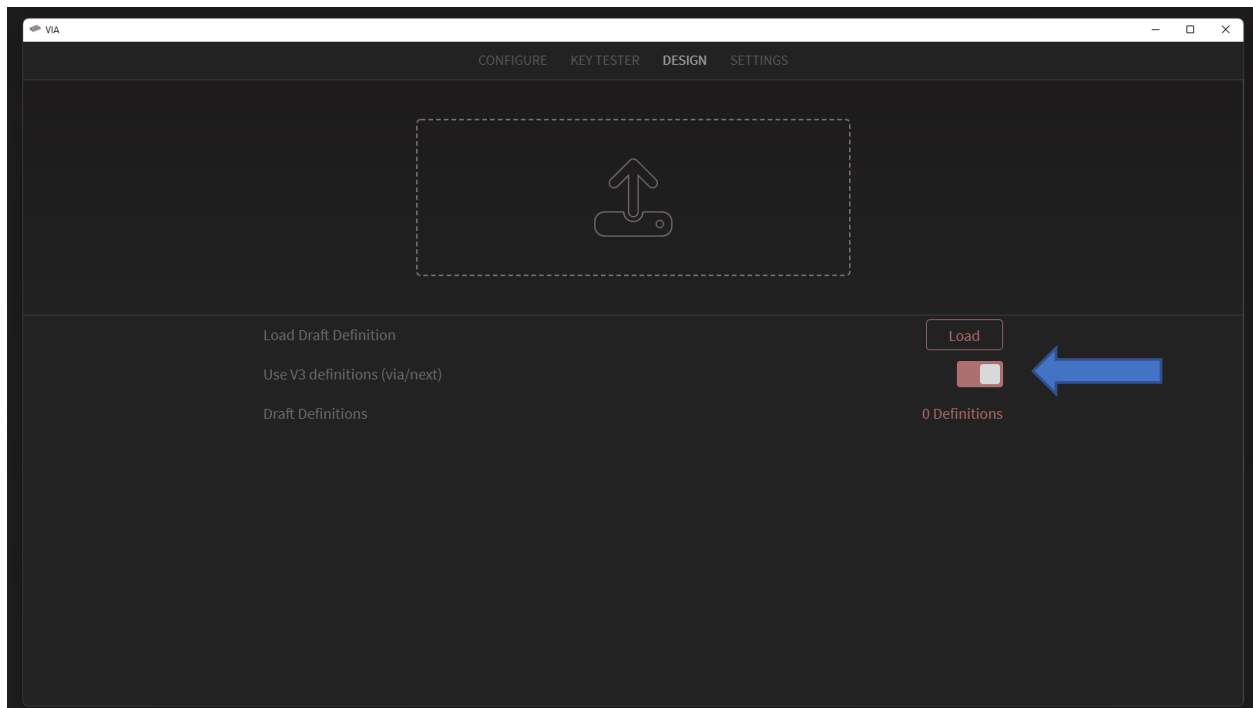 VIA
CONFIGURE KEY TESTER DESIGN SETTINGS
Load Draft Definition Load
Use V3 definitions (via/next)
Draft Definitions 0 Definitions